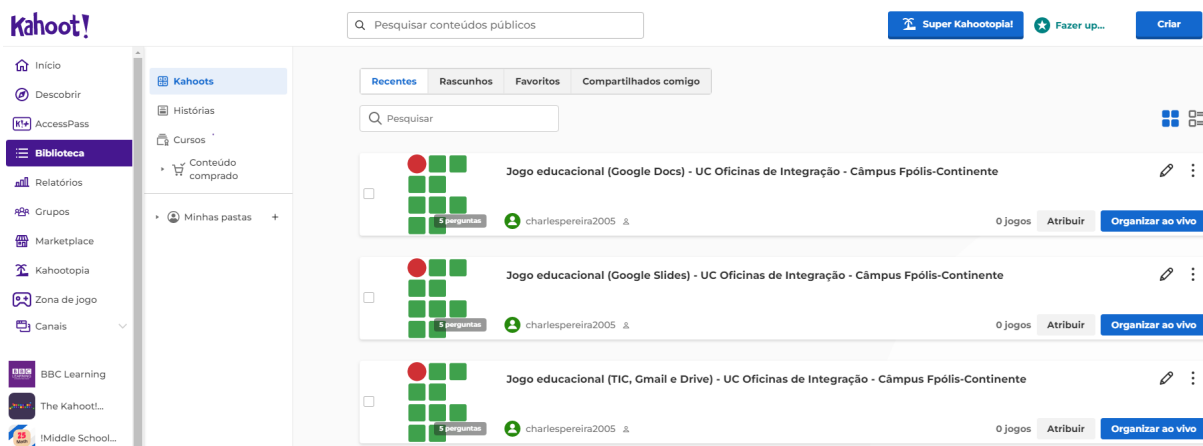 Kahoot!
Pesquisar conteúdos públicos
Super Kahootopia!
Fazer up...
Criar
Início
Descobrir
K!+ AccessPass
Biblioteca
Relatórios
Grupos
Marketplace
Kahootopia
Zona de jogo
Canais
BBC Learning
The Kahoot!...
!Middle School...
Kahoots
Histórias
Cursos
Conteúdo
comprado
Minhas pastas +
Recentes Rascunhos Favoritos Compartilhados comigo
Pesquisar
Jogo educacional (Google Docs) - UC Oficinas de Integração - Câmpus Fpólis-Continente
5 perguntas
charlespereira2005
0 jogos Atribuir Organizar ao vivo
Jogo educacional (Google Slides) - UC Oficinas de Integração - Câmpus Fpólis-Continente
5 perguntas
charlespereira2005
0 jogos Atribuir Organizar ao vivo
Jogo educacional (TIC, Gmail e Drive) - UC Oficinas de Integração - Câmpus Fpólis-Continente
5 perguntas
charlespereira2005
0 jogos Atribuir Organizar ao vivo